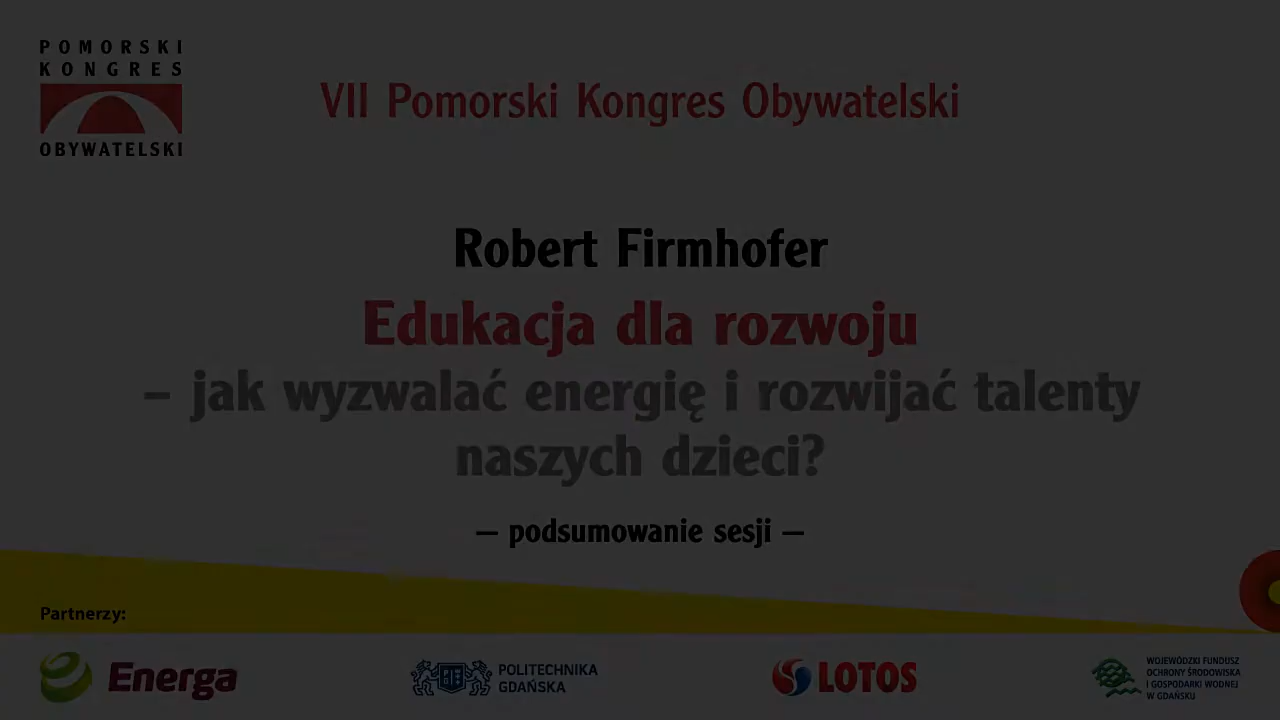 POMORSKI
KONGRES
OBYWATELSKI
VII Pomorski Kongres Obywatelski
Robert Firmhofer
Edukacja dla rozwoju
– jak wyzwalać energię i rozwijać talenty
naszych dzieci?
— podsumowanie sesji —
Partnerzy:
Energa
POLITECHNIKA
GDAŃSKA
LOTOS
WOJEWÓDZKI FUNDUSZ
OCHRONY ŚRODOWISKA
I GOSPODARKI WODNEJ
W GDAŃSKU